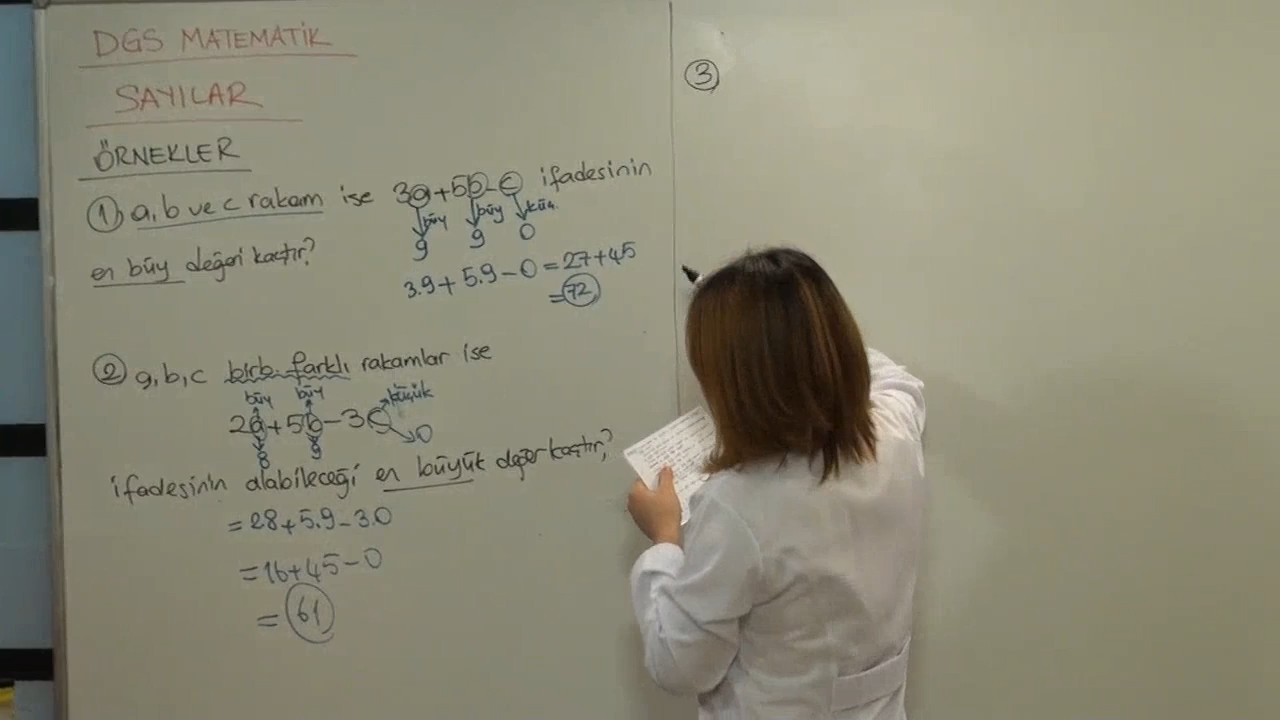 DGS MATEMATİK
SAYILAR
ÖRNEKLER
① a, b ve c rakam ise 3a+5b-c ifadesinin
büy büy küç.
9 9 0
en büy değeri kaçtır?
3.9+5.9-0=27+45
=72
② a,b,c birb. farklı rakamlar ise
büy büy küçük
2a+5b-3c
8 9 0
ifadesinin alabileceği en büyük değer kaçtır?
=28+5.9-3.0
=16+45-0
=61
③